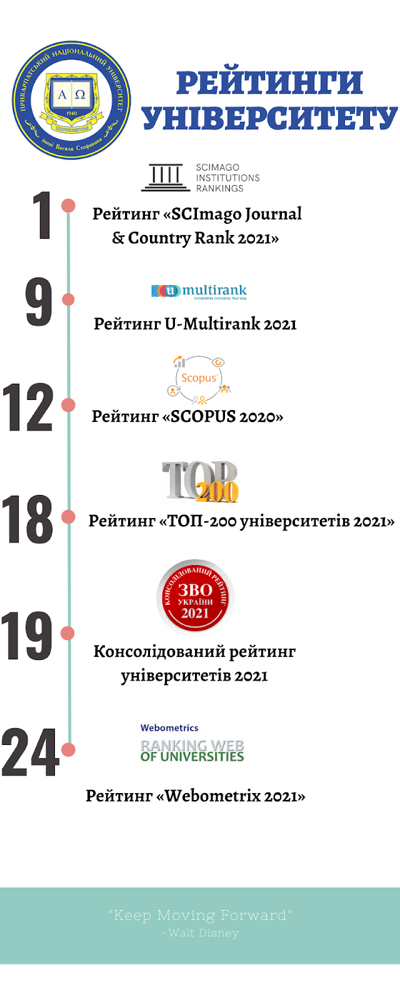 ПРИКАРПАТСЬКИЙ НАЦІОНАЛЬНИЙ УНІВЕРСИТЕТ
Α Ω
1940
UNIVERSITAS
імені Василя Стефаника
РЕЙТИНГИ
УНІВЕРСИТЕТУ
SCIMAGO
INSTITUTIONS
RANKINGS
1
Рейтинг «SCImago Journal
& Country Rank 2021»
9
u multirank
Universities compared. Your way.
Рейтинг U-Multirank 2021
Scopus®
12
Рейтинг «SCOPUS 2020»
TOP
200
18
Рейтинг «ТОП-200 університетів 2021»
КОНСОЛІДОВАНИЙ РЕЙТИНГ
ЗВО
УКРАЇНИ
2021
19
Консолідований рейтинг
університетів 2021
Webometrics
RANKING WEB
OF UNIVERSITIES
24
Рейтинг «Webometrix 2021»
"Keep Moving Forward"
-Walt Disney